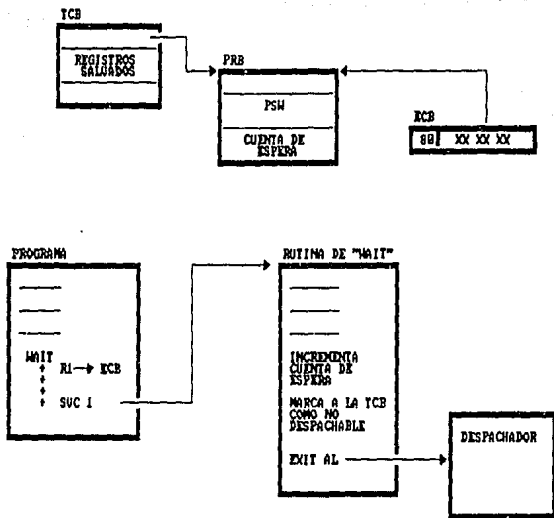 TCB
REGISTROS
SALVADOS
PRB
PSW
CUENTA DE
ESPERA
ECB
80 XX XX XX
PROGRAMA
WAIT
R1 → ECB
SVC 1
RUTINA DE "WAIT"
INCREMENTA
CUENTA DE
ESPERA
MARCA A LA TCB
COMO NO
DESPACHABLE
EXIT AL
DESPACHADOR